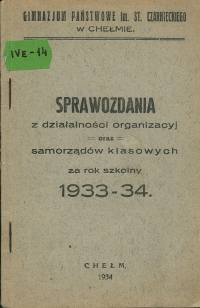 GIMNAZJUM PAŃSTWOWE im. ST. CZARNIECKIEGO
W CHEŁMIE.
IVE-14
SPRAWOZDANIA
z działalności organizacyj
= oraz =
samorządów klasowych
za rok szkolny
1933-34.
CHEŁM,
1934